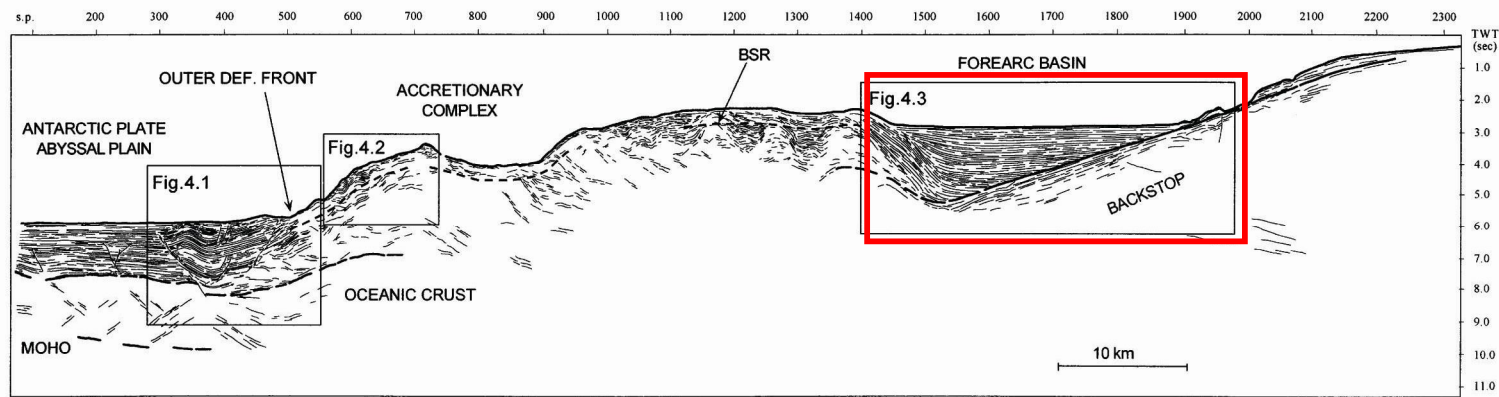 s.p. 100 200 300 400 500 600 700 800 900 1000 1100 1200 1300 1400 1500 1600 1700 1800 1900 2000 2100 2200 2300
TWT
(sec)
BSR
FOREARC BASIN
1.0
OUTER DEF. FRONT
ACCRETIONARY
COMPLEX
Fig.4.3
2.0
ANTARCTIC PLATE
ABYSSAL PLAIN
Fig.4.2
3.0
4.0
Fig.4.1
BACKSTOP
5.0
6.0
7.0
OCEANIC CRUST
8.0
9.0
MOHO
10 km
10.0
11.0